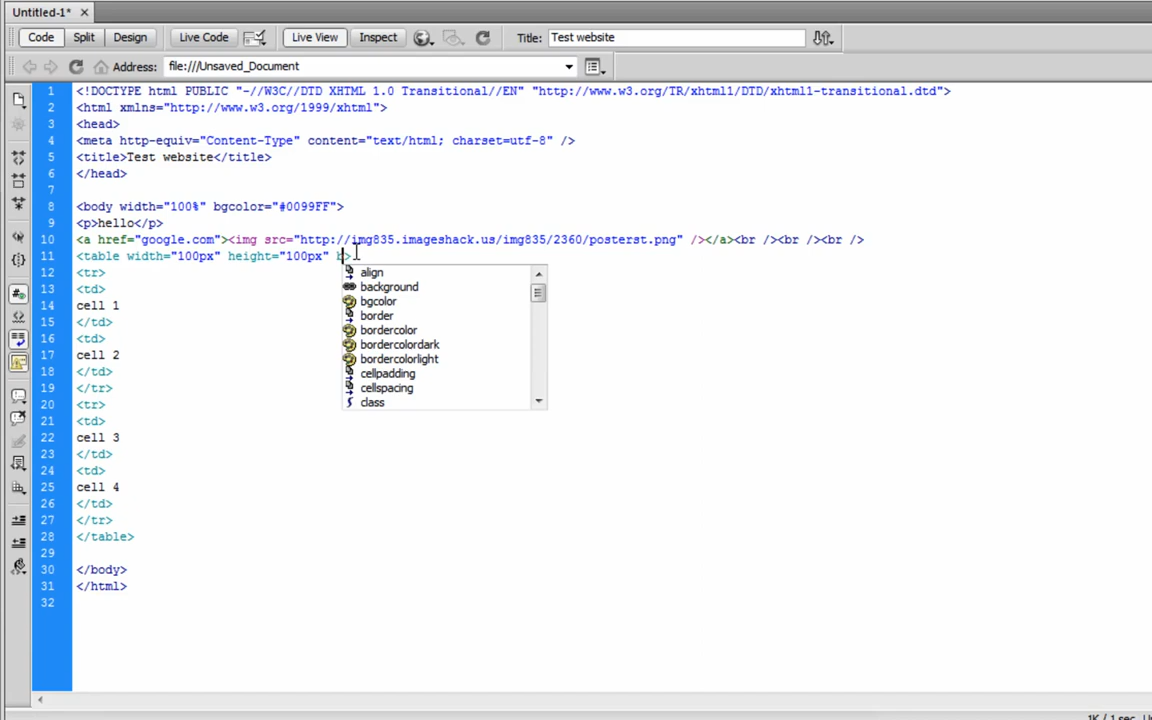 Untitled-1* ×
Code Split Design Live Code Live View Inspect Title: Test website
Address: file:///Unsaved_Document
1 <!DOCTYPE html PUBLIC "-//W3C//DTD XHTML 1.0 Transitional//EN" "http://www.w3.org/TR/xhtml1/DTD/xhtml1-transitional.dtd">
2 <html xmlns="http://www.w3.org/1999/xhtml">
3 <head>
4 <meta http-equiv="Content-Type" content="text/html; charset=utf-8" />
5 <title>Test website</title>
6 </head>
7
8 <body width="100%" bgcolor="#0099FF">
9 <p>hello</p>
10 <a href="google.com"><img src="http://img835.imageshack.us/img835/2360/posterst.png" /></a><br /><br /><br />
11 <table width="100px" height="100px" b>
12 <tr>
13 <td>
14 cell 1
15 </td>
16 <td>
17 cell 2
18 </td>
19 </tr>
20 <tr>
21 <td>
22 cell 3
23 </td>
24 <td>
25 cell 4
26 </td>
27 </tr>
28 </table>
29
30 </body>
31 </html>
32
align
background
bgcolor
border
bordercolor
bordercolordark
bordercolorlight
cellpadding
cellspacing
class
1K / 1 sec